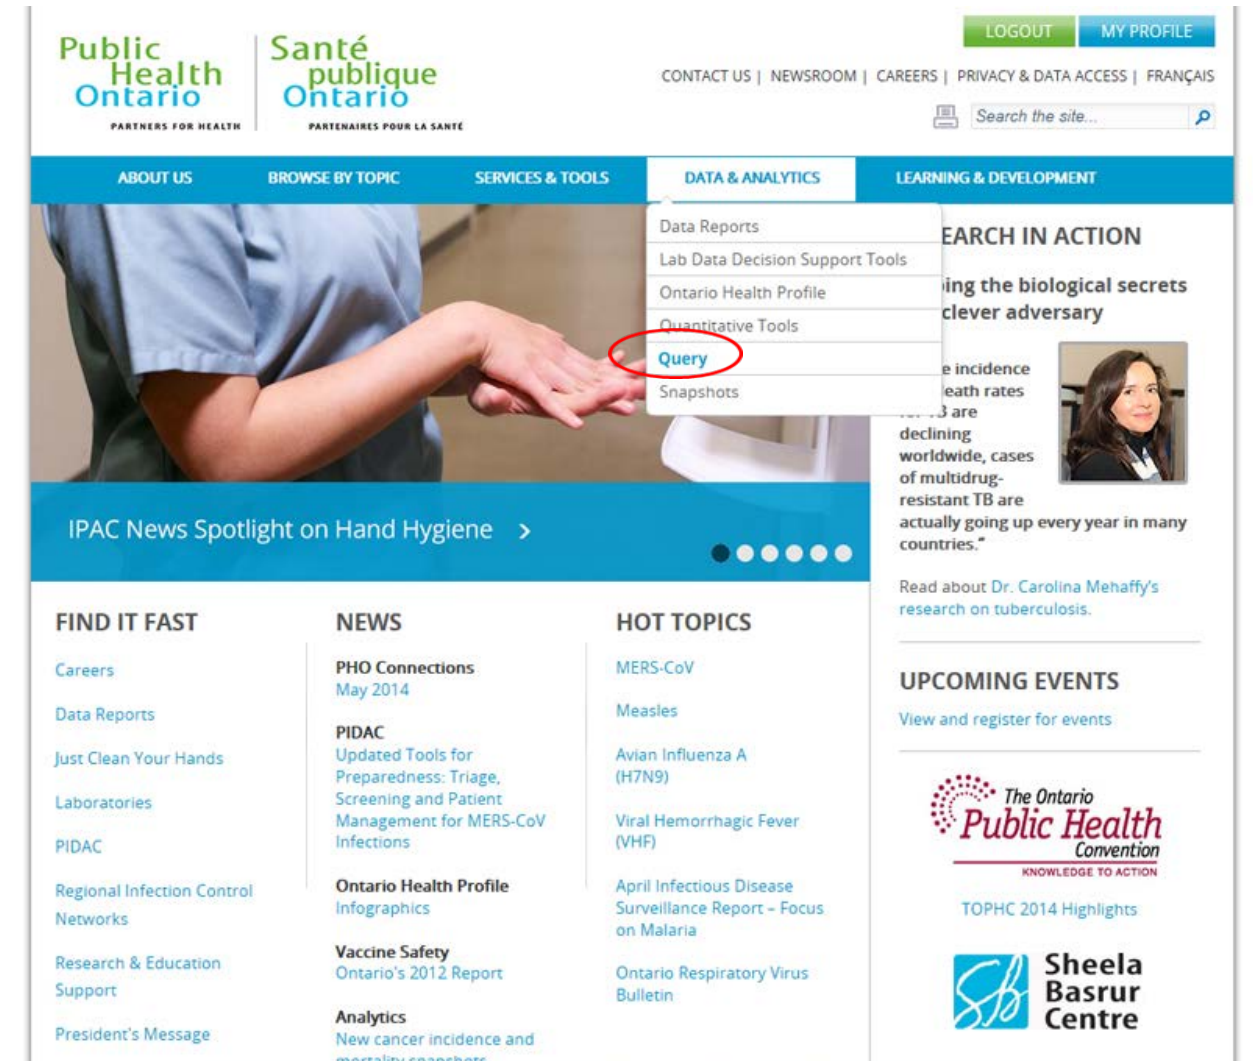 Public
Health
Ontario
PARTNERS FOR HEALTH
Santé
publique
Ontario
PARTENAIRES POUR LA SANTÉ
LOGOUT
MY PROFILE
CONTACT US | NEWSROOM | CAREERS | PRIVACY & DATA ACCESS | FRANÇAIS
Search the site...
ABOUT US
BROWSE BY TOPIC
SERVICES & TOOLS
DATA & ANALYTICS
LEARNING & DEVELOPMENT
Data Reports
Lab Data Decision Support Tools
Ontario Health Profile
Quantitative Tools
Query
Snapshots
IPAC News Spotlight on Hand Hygiene >
EARCH IN ACTION
ing the biological secrets
clever adversary
e incidence
eath rates
are
declining
worldwide, cases
of multidrug-
resistant TB are
actually going up every year in many
countries.”
Read about Dr. Carolina Mehaffy's
research on tuberculosis.
UPCOMING EVENTS
View and register for events
The Ontario
Public Health
Convention
KNOWLEDGE TO ACTION
TOPHC 2014 Highlights
Sheela
Basrur
Centre
FIND IT FAST
Careers
Data Reports
Just Clean Your Hands
Laboratories
PIDAC
Regional Infection Control
Networks
Research & Education
Support
President's Message
NEWS
PHO Connections
May 2014
PIDAC
Updated Tools for
Preparedness: Triage,
Screening and Patient
Management for MERS-CoV
Infections
Ontario Health Profile
Infographics
Vaccine Safety
Ontario's 2012 Report
Analytics
New cancer incidence and
mortality snapshots
HOT TOPICS
MERS-CoV
Measles
Avian Influenza A
(H7N9)
Viral Hemorrhagic Fever
(VHF)
April Infectious Disease
Surveillance Report – Focus
on Malaria
Ontario Respiratory Virus
Bulletin